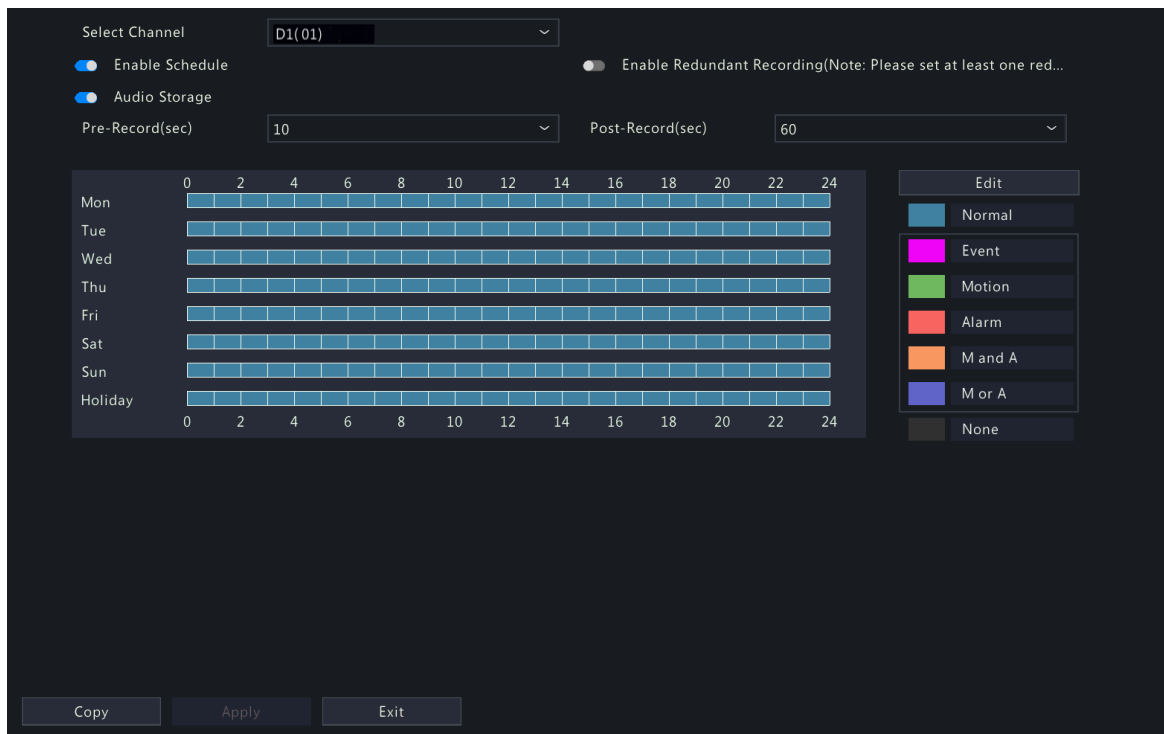 Select Channel D1(01)
Enable Schedule Enable Redundant Recording(Note: Please set at least one red...
Audio Storage
Pre-Record(sec) 10 Post-Record(sec) 60
0 2 4 6 8 10 12 14 16 18 20 22 24 Edit
Mon
Normal
Tue
Event
Wed
Thu Motion
Fri Alarm
Sat
M and A
Sun
M or A
Holiday
0 2 4 6 8 10 12 14 16 18 20 22 24
None
Copy Apply Exit